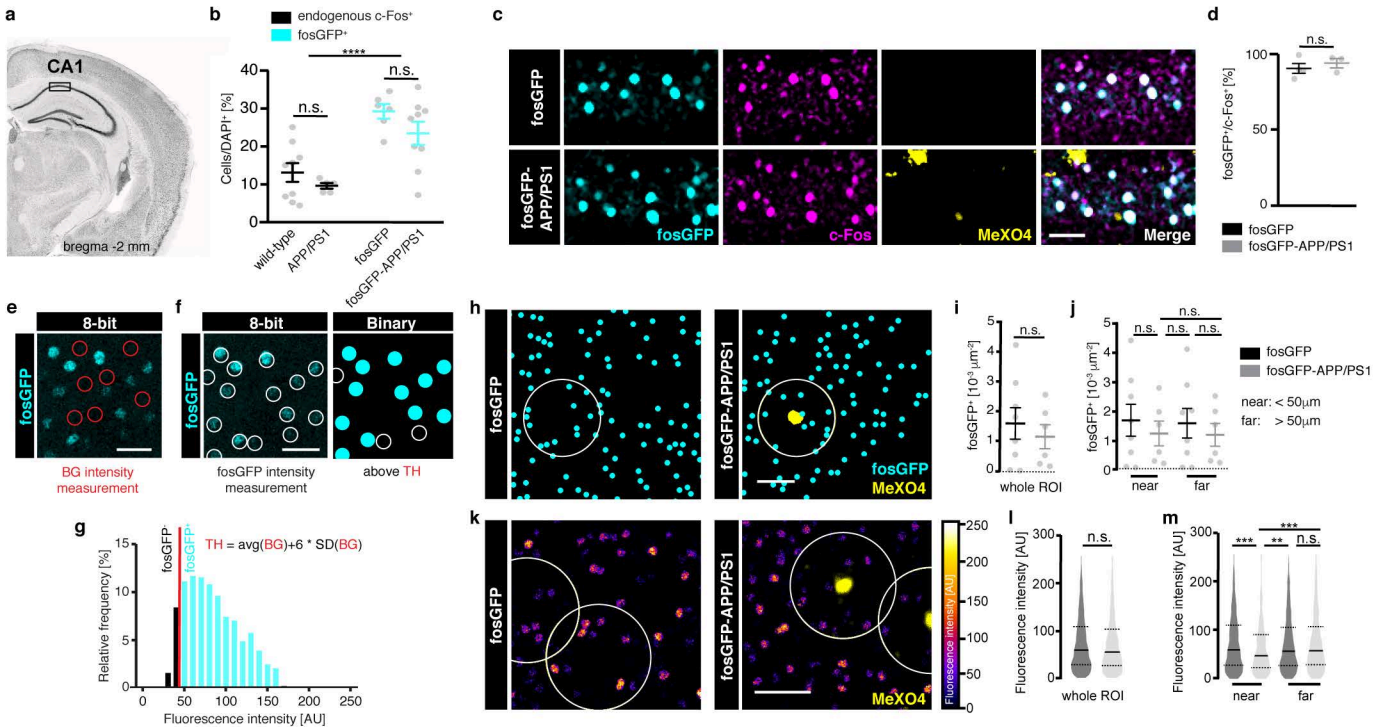 a
CA1
bregma -2 mm
b
endogenous c-Fos⁺
fosGFP⁺
****
n.s.
n.s.
Cells/DAPI⁺ [%]
40
30
20
10
0
wild-type
APP/PS1
fosGFP
fosGFP-APP/PS1
c
fosGFP
fosGFP-
APP/PS1
fosGFP
c-Fos
MeXO4
Merge
d
n.s.
fosGFP⁺/c-Fos⁺ [%]
100
50
0
fosGFP
fosGFP-APP/PS1
e
8-bit
fosGFP
BG intensity
measurement
f
8-bit
Binary
fosGFP
fosGFP intensity
measurement
above TH
g
fosGFP⁻
fosGFP⁺
TH = avg(BG)+6 * SD(BG)
Relative frequency [%]
15
10
5
0
0
50
100
150
200
250
Fluorescence intensity [AU]
h
fosGFP
fosGFP-APP/PS1
fosGFP
MeXO4
i
n.s.
fosGFP⁺ [10⁻³ µm⁻²]
5
4
3
2
1
0
whole ROI
j
n.s.
n.s.
n.s.
n.s.
fosGFP⁺ [10⁻³ µm⁻²]
5
4
3
2
1
0
near
far
fosGFP
fosGFP-APP/PS1
near: < 50µm
far: > 50µm
k
fosGFP
fosGFP-APP/PS1
MeXO4
250
200
150
100
50
0
Fluorescence intensity [AU]
l
n.s.
Fluorescence intensity [AU]
300
200
100
0
whole ROI
m
***
***
**
n.s.
Fluorescence intensity [AU]
300
200
100
0
near
far